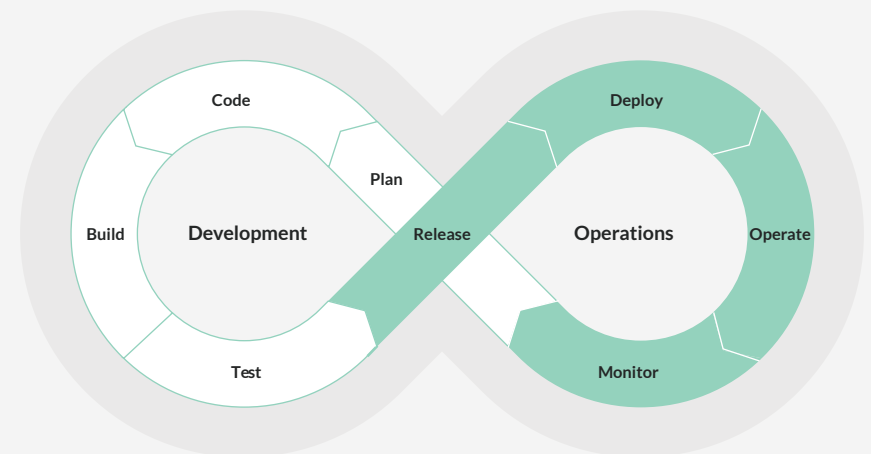 Code
Deploy
Plan
Build
Development
Release
Operations
Operate
Test
Monitor